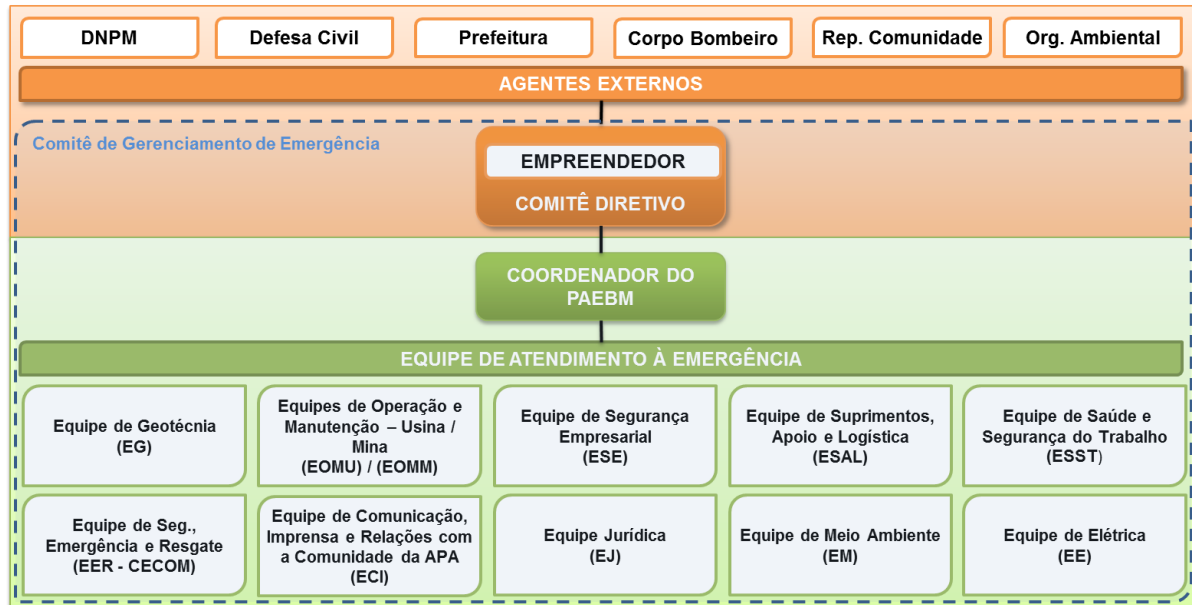 DNPM
Defesa Civil
Prefeitura
Corpo Bombeiro
Rep. Comunidade
Org. Ambiental
AGENTES EXTERNOS
Comitê de Gerenciamento de Emergência
EMPREENDEDOR
COMITÊ DIRETIVO
COORDENADOR DO
PAEBM
EQUIPE DE ATENDIMENTO À EMERGÊNCIA
Equipe de Geotécnia
(EG)
Equipes de Operação e
Manutenção – Usina /
Mina
(EOMU) / (EOMM)
Equipe de Segurança
Empresarial
(ESE)
Equipe de Suprimentos,
Apoio e Logística
(ESAL)
Equipe de Saúde e
Segurança do Trabalho
(ESST)
Equipe de Seg.,
Emergência e Resgate
(EER - CECOM)
Equipe de Comunicação,
Imprensa e Relações com
a Comunidade da APA
(ECI)
Equipe Jurídica
(EJ)
Equipe de Meio Ambiente
(EM)
Equipe de Elétrica
(EE)